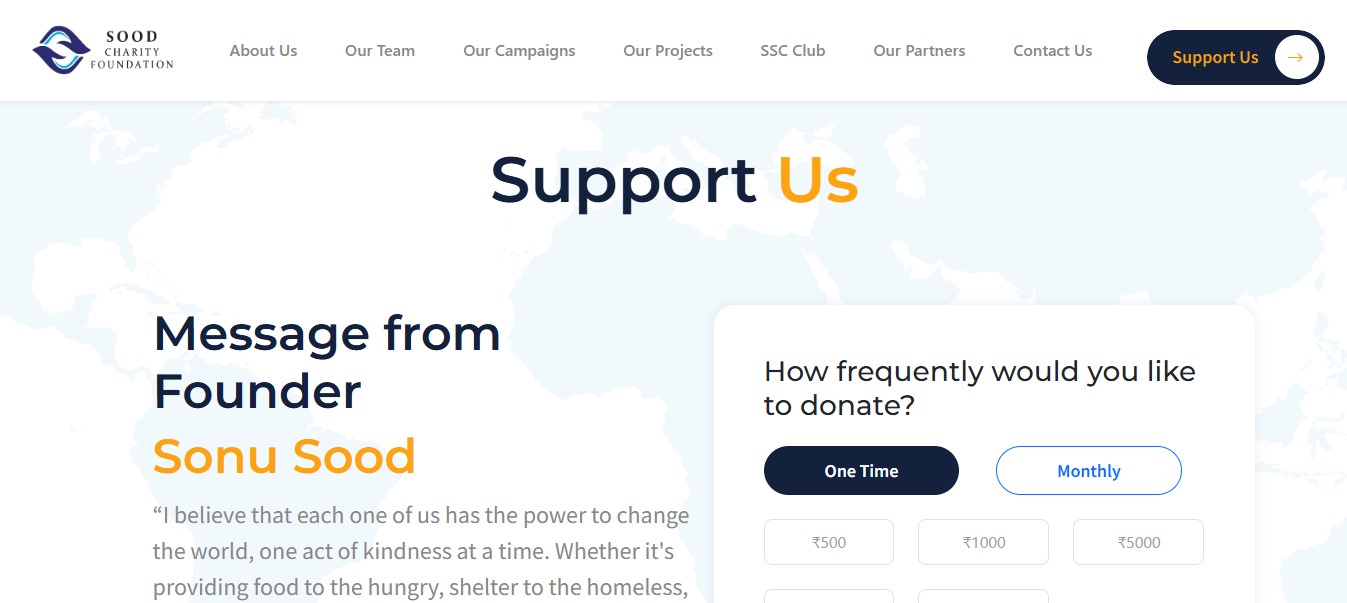 SOOD
CHARITY
FOUNDATION
About Us
Our Team
Our Campaigns
Our Projects
SSC Club
Our Partners
Contact Us
Support Us →
Support Us
Message from
Founder
Sonu Sood
“I believe that each one of us has the power to change
the world, one act of kindness at a time. Whether it's
providing food to the hungry, shelter to the homeless,
How frequently would you like
to donate?
One Time
Monthly
₹500
₹1000
₹5000